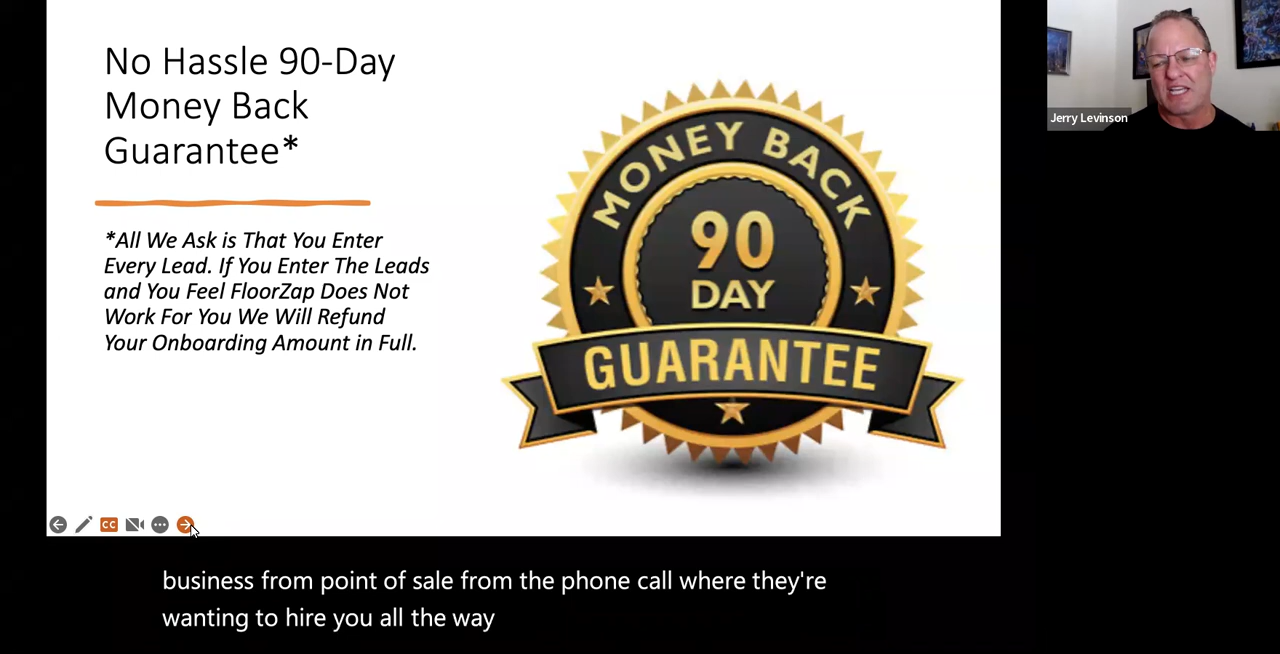 No Hassle 90-Day
Money Back
Guarantee*
*All We Ask is That You Enter
Every Lead. If You Enter The Leads
and You Feel FloorZap Does Not
Work For You We Will Refund
Your Onboarding Amount in Full.
MONEY BACK
90
DAY
GUARANTEE
Jerry Levinson
CC
business from point of sale from the phone call where they're
wanting to hire you all the way